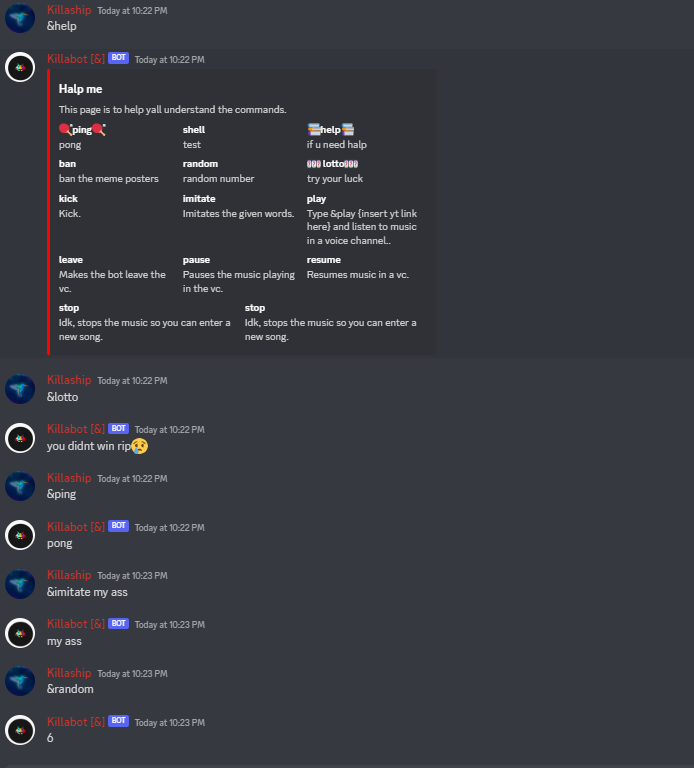 Killaship Today at 10:22 PM
&help
Killabot [&] BOT Today at 10:22 PM
Halp me
This page is to help yall understand the commands.
🏓ping🏓 shell 📚help📚
pong test if u need halp
ban random 🎰 lotto🎰
ban the meme posters random number try your luck
kick imitate play
Kick. Imitates the given words. Type &play {insert yt link
here} and listen to music
in a voice channel..
leave pause resume
Makes the bot leave the Pauses the music playing Resumes music in a vc.
vc. in the vc.
stop stop
Idk, stops the music so you can enter a Idk, stops the music so you can enter a
new song. new song.
Killaship Today at 10:22 PM
&lotto
Killabot [&] BOT Today at 10:22 PM
you didnt win rip😢
Killaship Today at 10:22 PM
&ping
Killabot [&] BOT Today at 10:22 PM
pong
Killaship Today at 10:23 PM
&imitate my ass
Killabot [&] BOT Today at 10:23 PM
my ass
Killaship Today at 10:23 PM
&random
Killabot [&] BOT Today at 10:23 PM
6